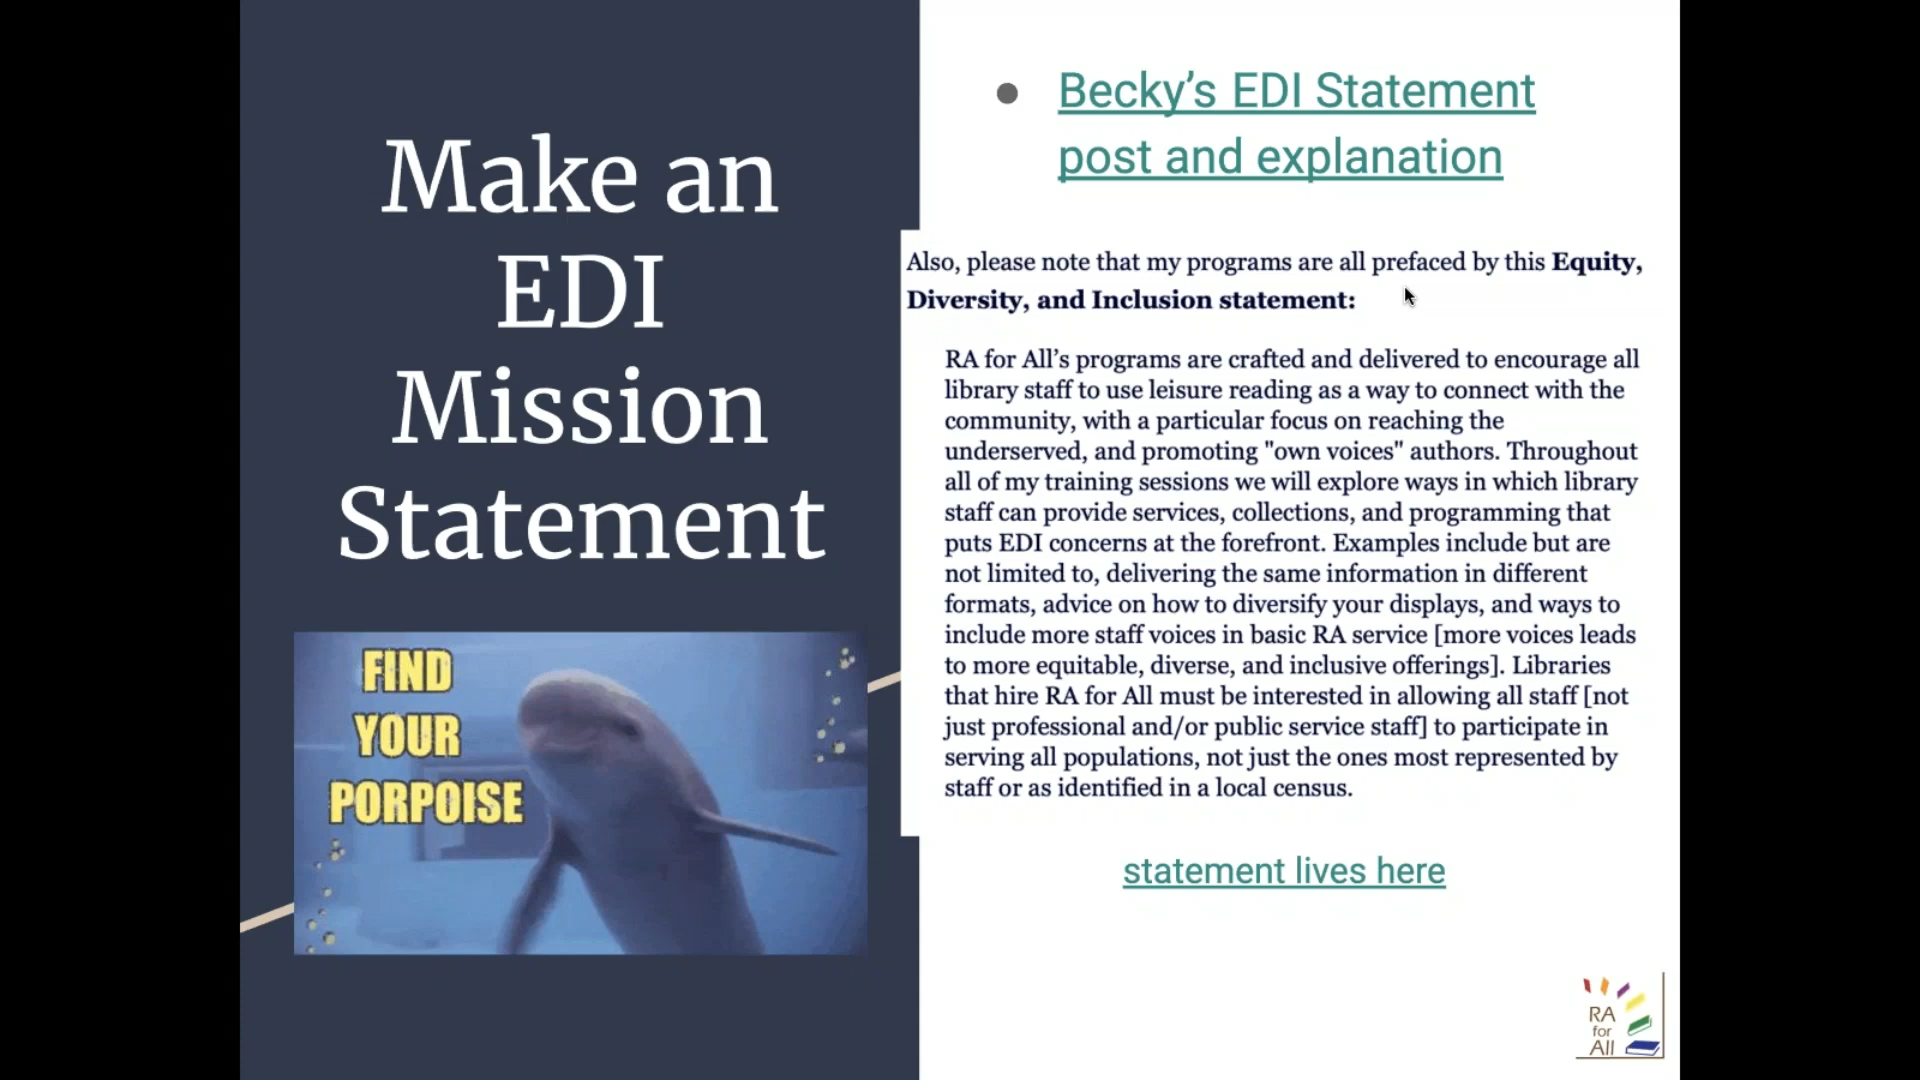 Make an
EDI
Mission
Statement
FIND
YOUR
PORPOISE
Becky’s EDI Statement
post and explanation
Also, please note that my programs are all prefaced by this Equity,
Diversity, and Inclusion statement:
RA for All’s programs are crafted and delivered to encourage all
library staff to use leisure reading as a way to connect with the
community, with a particular focus on reaching the
underserved, and promoting "own voices" authors. Throughout
all of my training sessions we will explore ways in which library
staff can provide services, collections, and programming that
puts EDI concerns at the forefront. Examples include but are
not limited to, delivering the same information in different
formats, advice on how to diversify your displays, and ways to
include more staff voices in basic RA service [more voices leads
to more equitable, diverse, and inclusive offerings]. Libraries
that hire RA for All must be interested in allowing all staff [not
just professional and/or public service staff] to participate in
serving all populations, not just the ones most represented by
staff or as identified in a local census.
statement lives here
RA
for
All